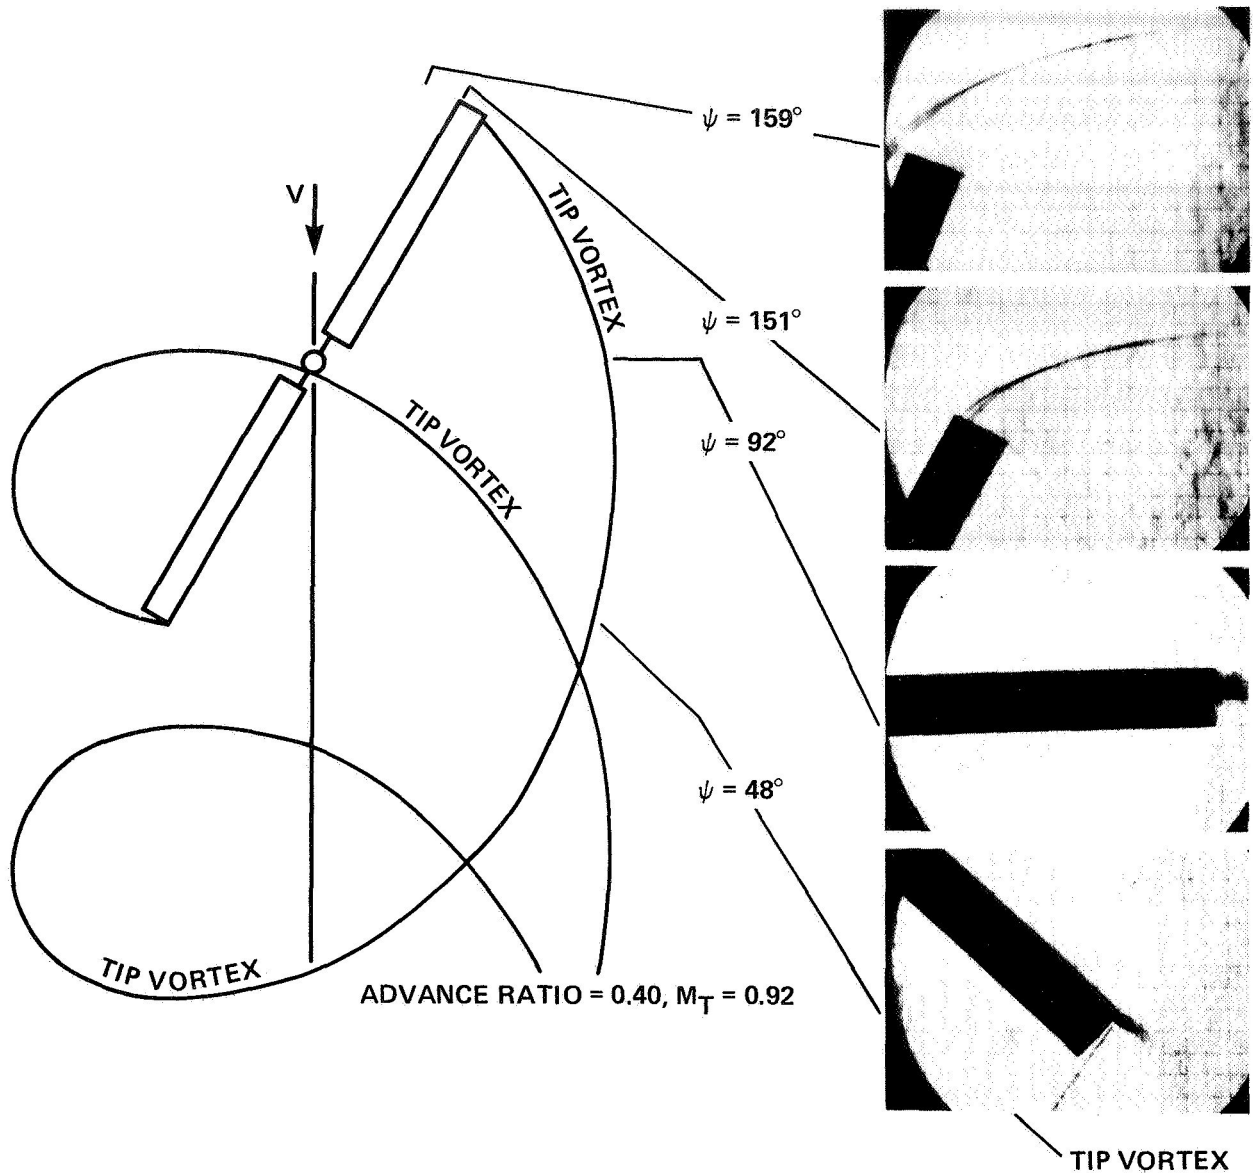 ψ = 159°
V
TIP VORTEX
ψ = 151°
TIP VORTEX
ψ = 92°
ψ = 48°
TIP VORTEX
ADVANCE RATIO = 0.40, M_T = 0.92
TIP VORTEX